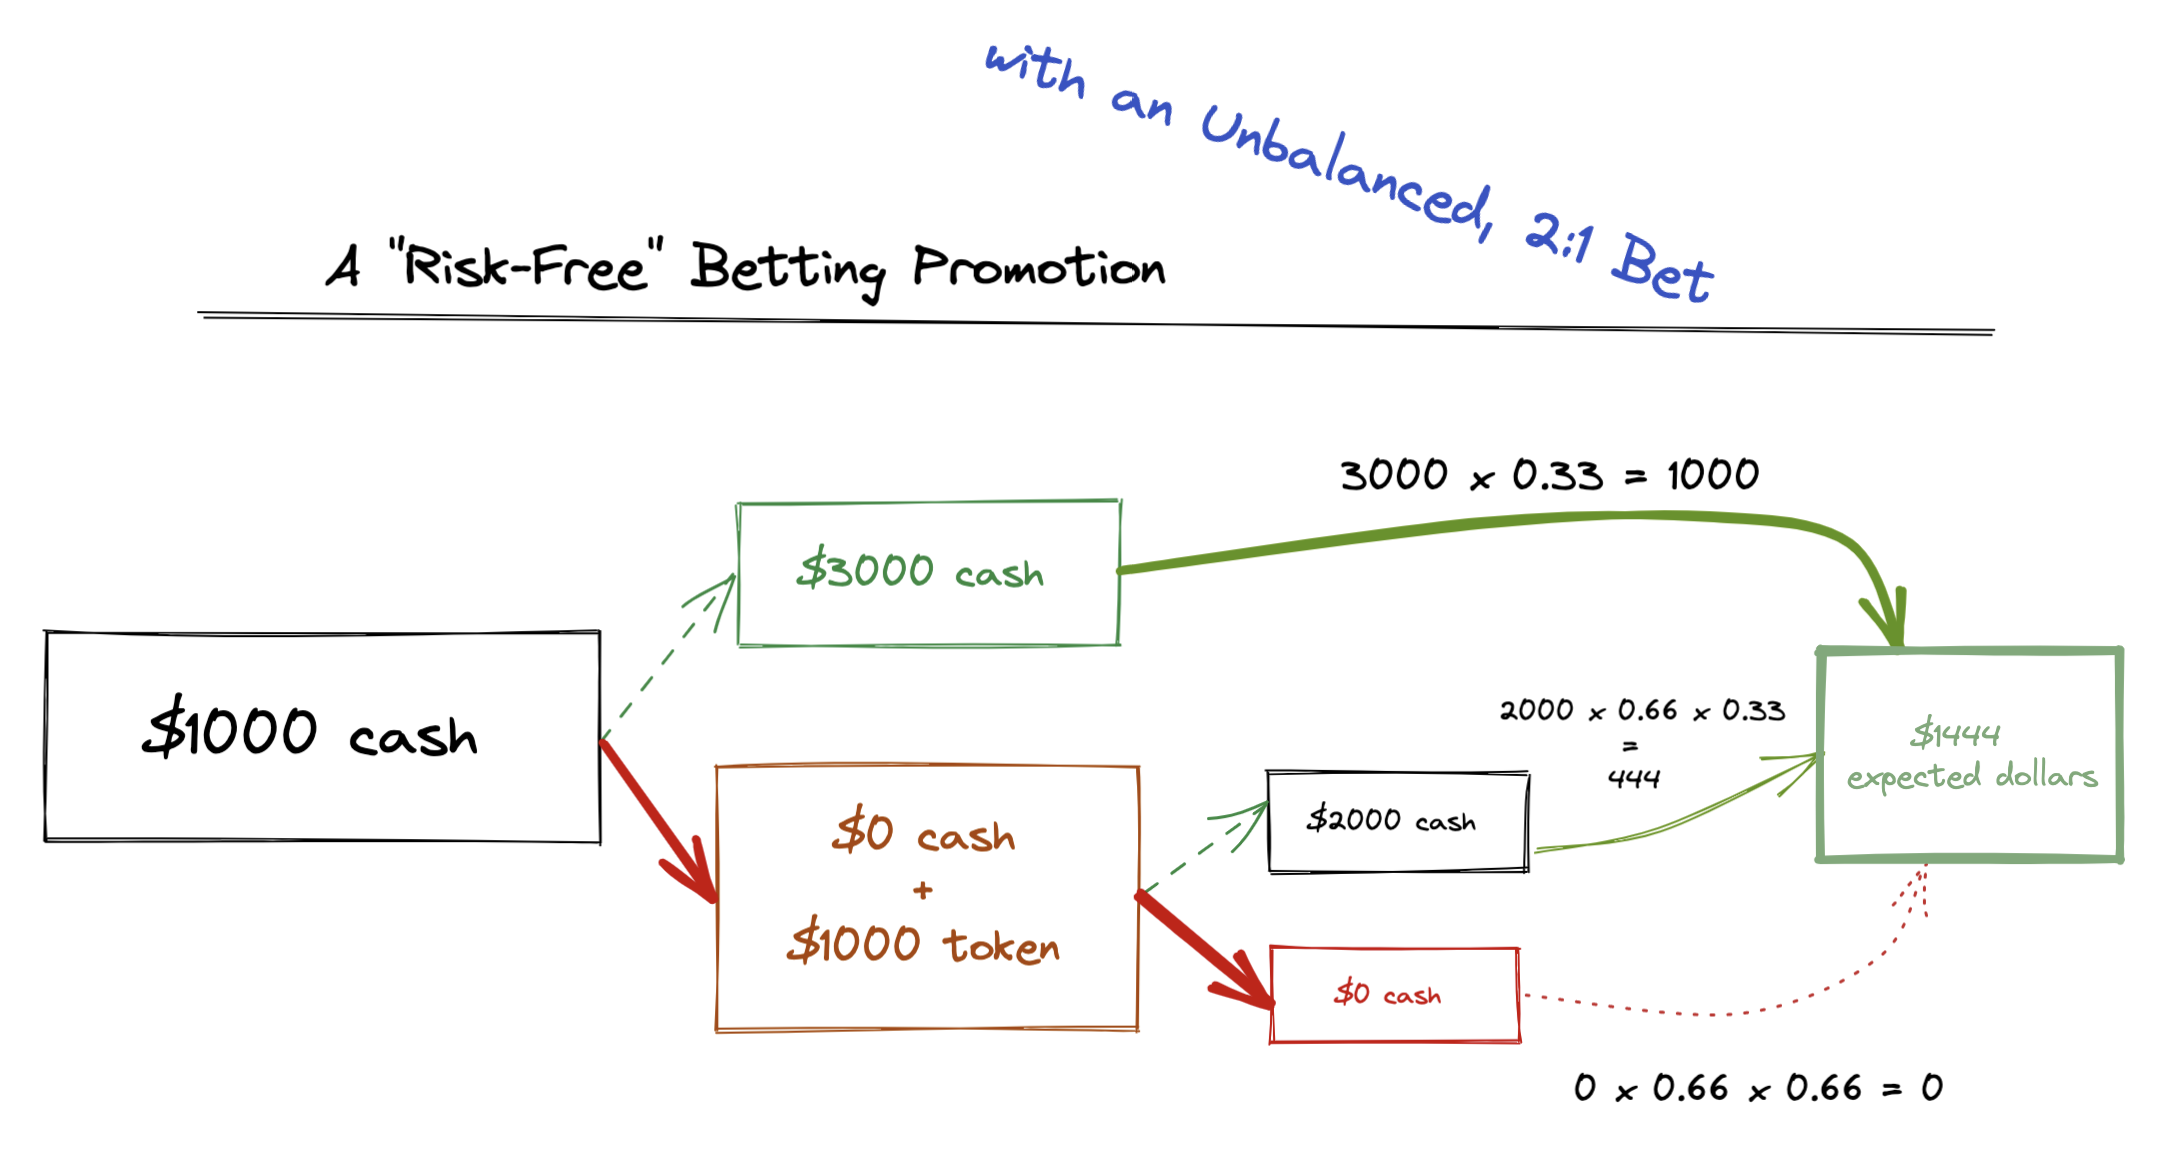 with an Unbalanced, 2:1 Bet
A "Risk-Free" Betting Promotion
3000 x 0.33 = 1000
$3000 cash
$1000 cash
2000 x 0.66 x 0.33
=
444
$1444
expected dollars
$0 cash
+
$1000 token
$2000 cash
$0 cash
0 x 0.66 x 0.66 = 0